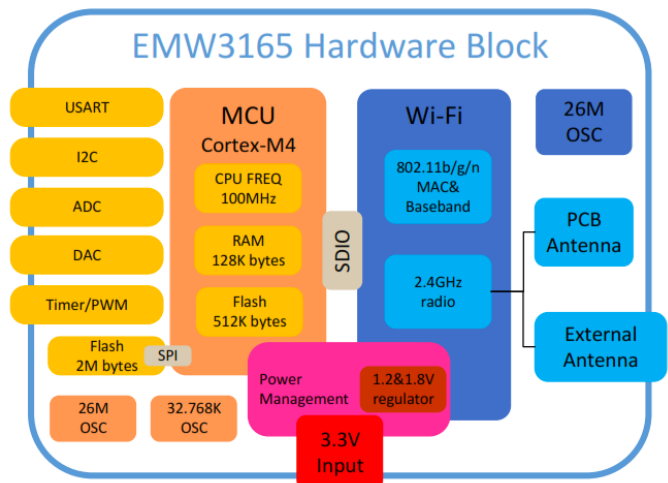 EMW3165 Hardware Block
USART
I2C
ADC
DAC
Timer/PWM
Flash
2M bytes
SPI
26M
OSC
32.768K
OSC
MCU
Cortex-M4
CPU FREQ
100MHz
RAM
128K bytes
Flash
512K bytes
SDIO
Wi-Fi
802.11b/g/n
MAC&
Baseband
2.4GHz
radio
26M
OSC
PCB
Antenna
External
Antenna
Power
Management
1.2&1.8V
regulator
3.3V
Input